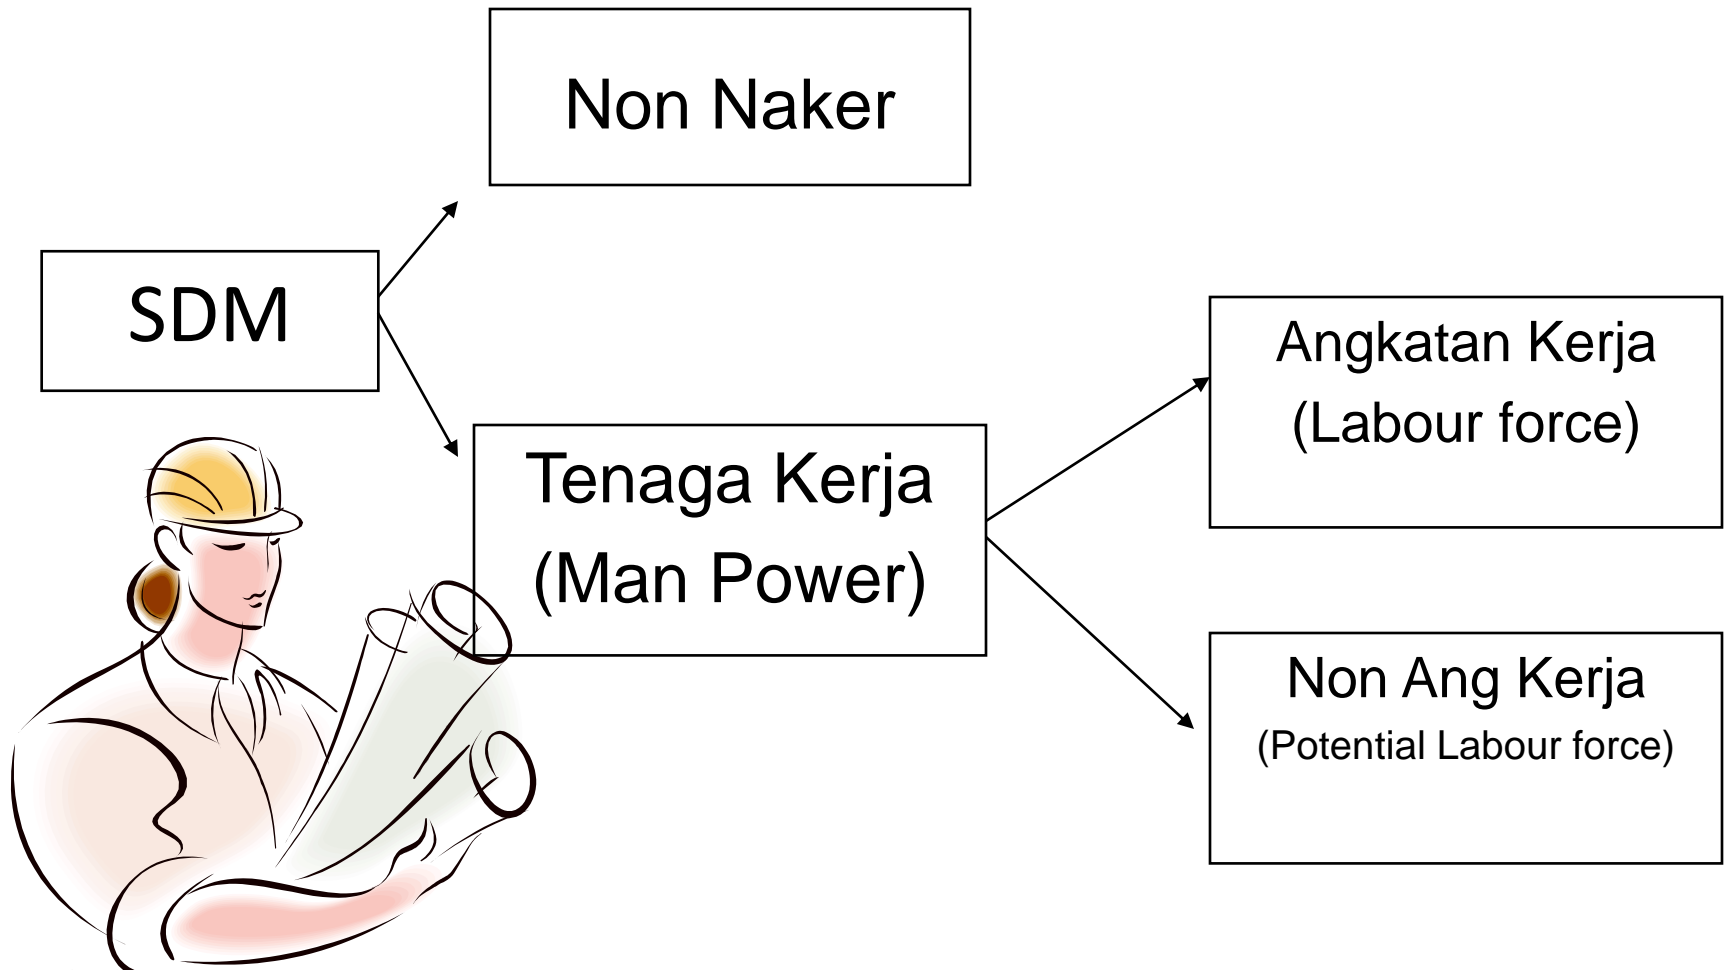 Non Naker
SDM
Tenaga Kerja
(Man Power)
Angkatan Kerja
(Labour force)
Non Ang Kerja
(Potential Labour force)